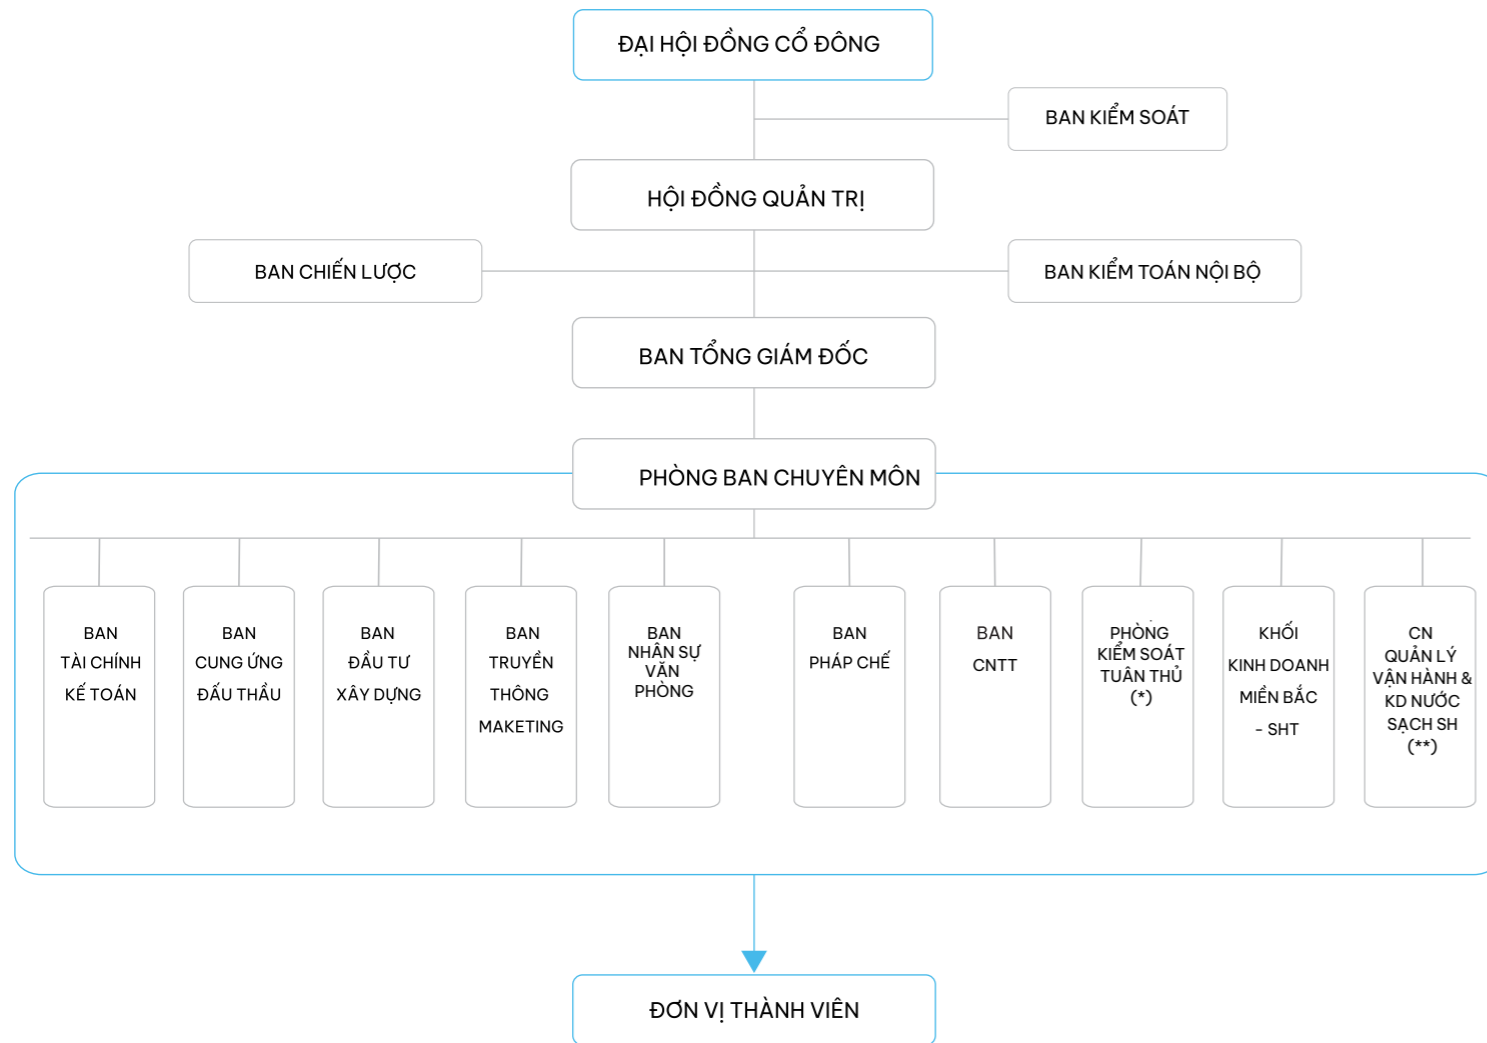 ĐẠI HỘI ĐỒNG CỔ ĐÔNG
BAN KIỂM SOÁT
HỘI ĐỒNG QUẢN TRỊ
BAN CHIẾN LƯỢC
BAN KIỂM TOÁN NỘI BỘ
BAN TỔNG GIÁM ĐỐC
PHÒNG BAN CHUYÊN MÔN
BAN
TÀI CHÍNH
KẾ TOÁN
BAN
CUNG ỨNG
ĐẤU THẦU
BAN
ĐẦU TƯ
XÂY DỰNG
BAN
TRUYỀN
THÔNG
MAKETING
BAN
NHÂN SỰ
VĂN
PHÒNG
BAN
PHÁP CHẾ
BAN
CNTT
PHÒNG
KIỂM SOÁT
TUÂN THỦ
(*)
KHỐI
KINH DOANH
MIỀN BẮC
- SHT
CN
QUẢN LÝ
VẬN HÀNH &
KD NƯỚC
SẠCH SH
(**)
ĐƠN VỊ THÀNH VIÊN